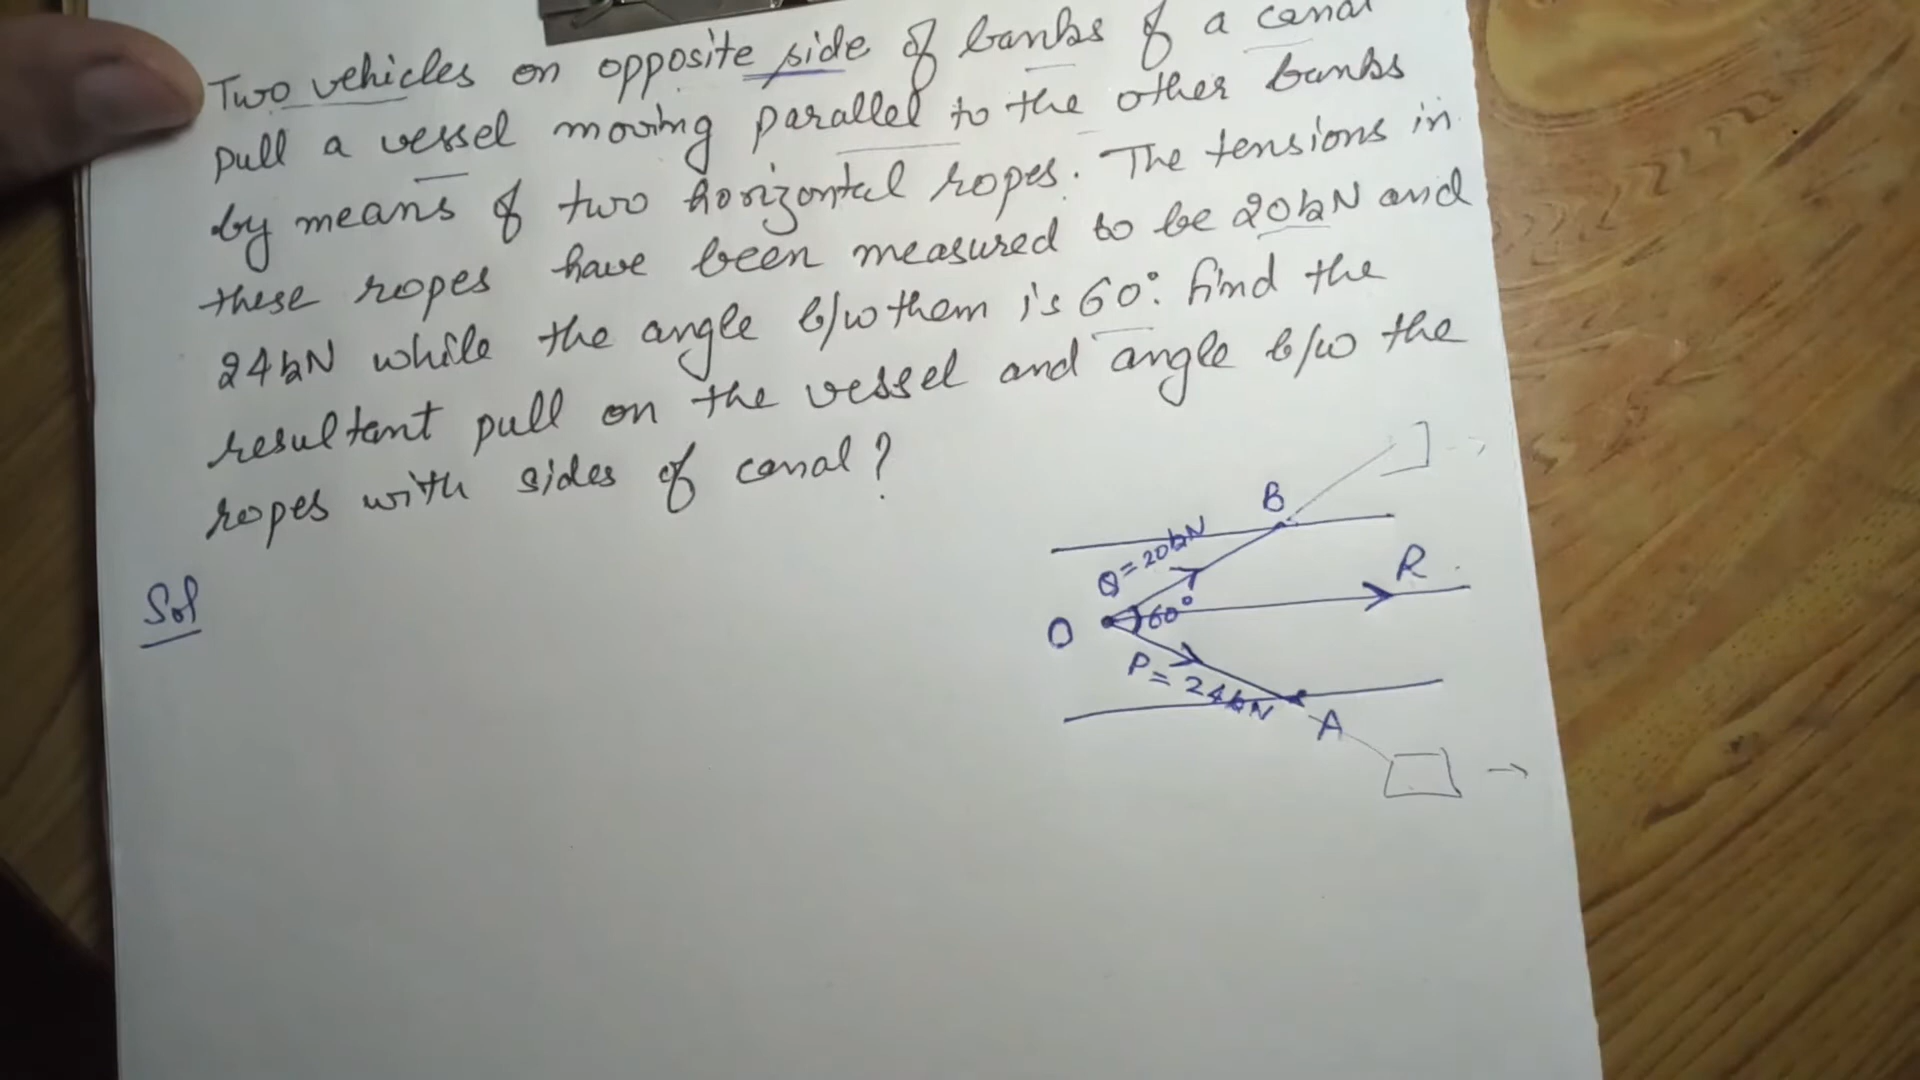 Two vehicles on opposite side of banks of a canal
pull a vessel moving parallel to the other banks
by means of two horizontal ropes. The tensions in
these ropes have been measured to be 20kN and
24kN while the angle b/w them is 60°. find the
resultant pull on the vessel and angle b/w the
ropes with sides of canal?
Sol
B
Q = 20kN
R
O
60°
P = 24kN
A